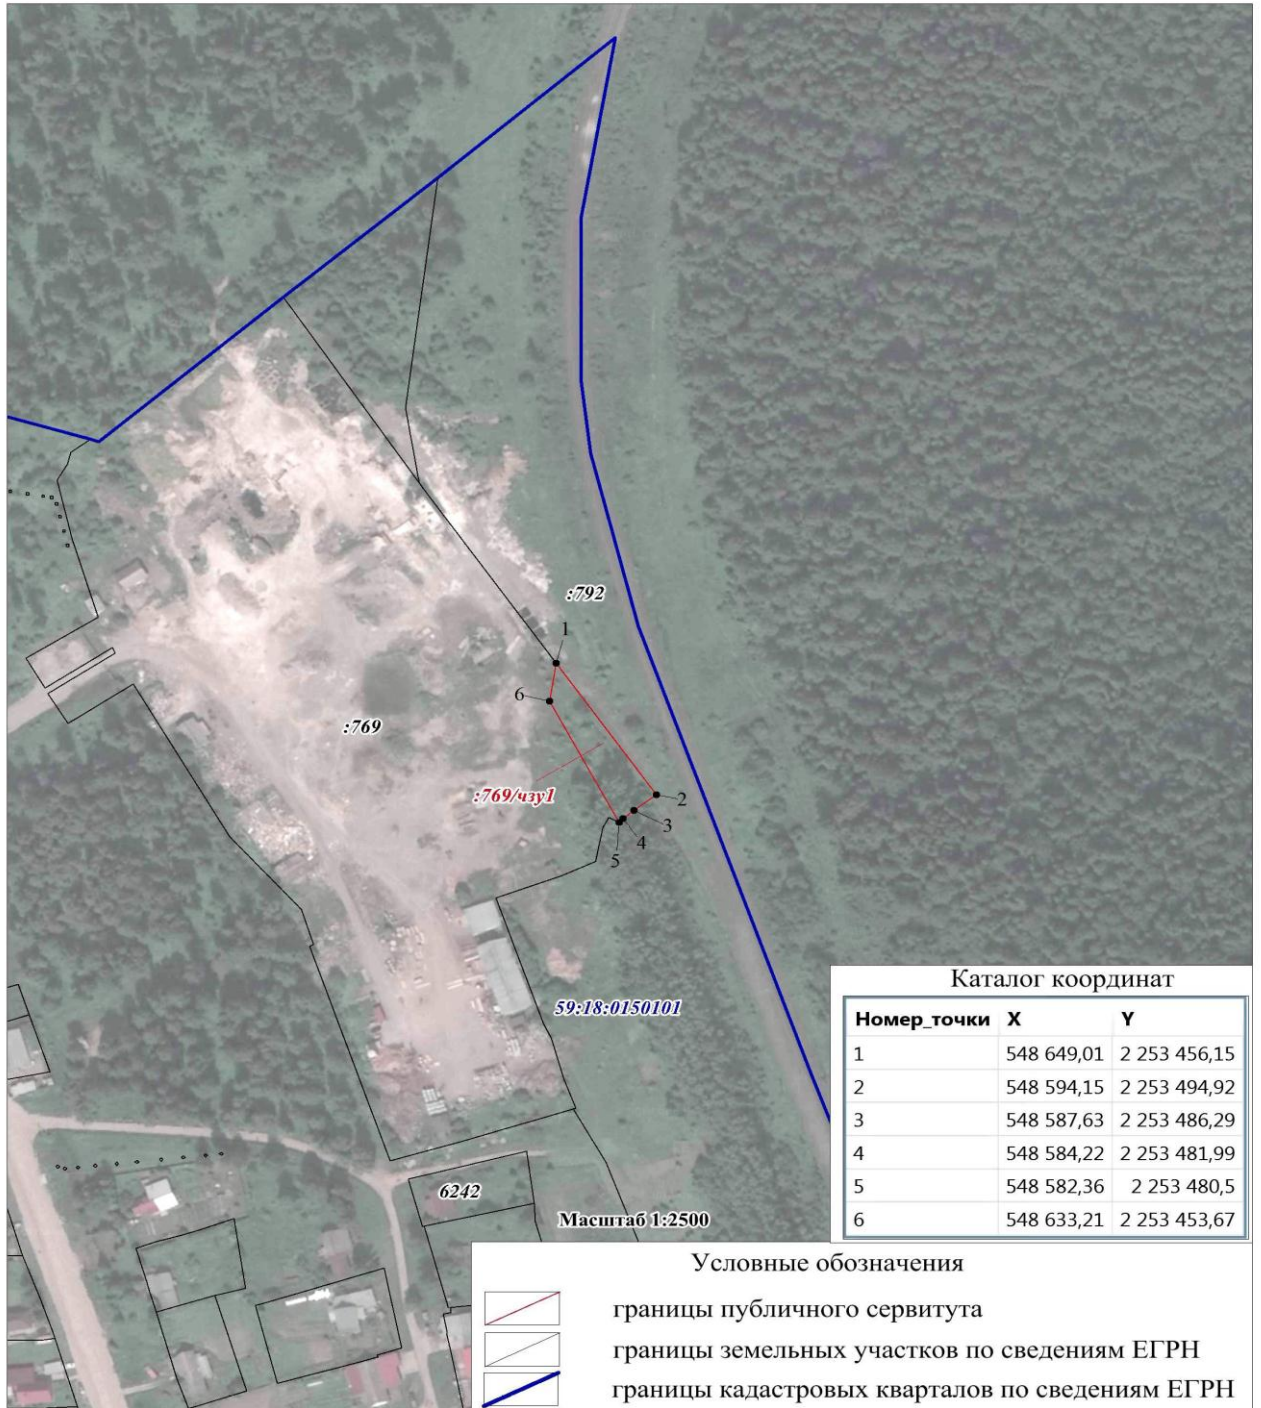 :792
1
6
:769
:769/чзу1
2
3
4
5
59:18:0150101
6242
Масштаб 1:2500
Каталог координат
Номер_точки X Y
1 548 649,01 2 253 456,15
2 548 594,15 2 253 494,92
3 548 587,63 2 253 486,29
4 548 584,22 2 253 481,99
5 548 582,36 2 253 480,5
6 548 633,21 2 253 453,67
Условные обозначения
границы публичного сервитута
границы земельных участков по сведениям ЕГРН
границы кадастровых кварталов по сведениям ЕГРН